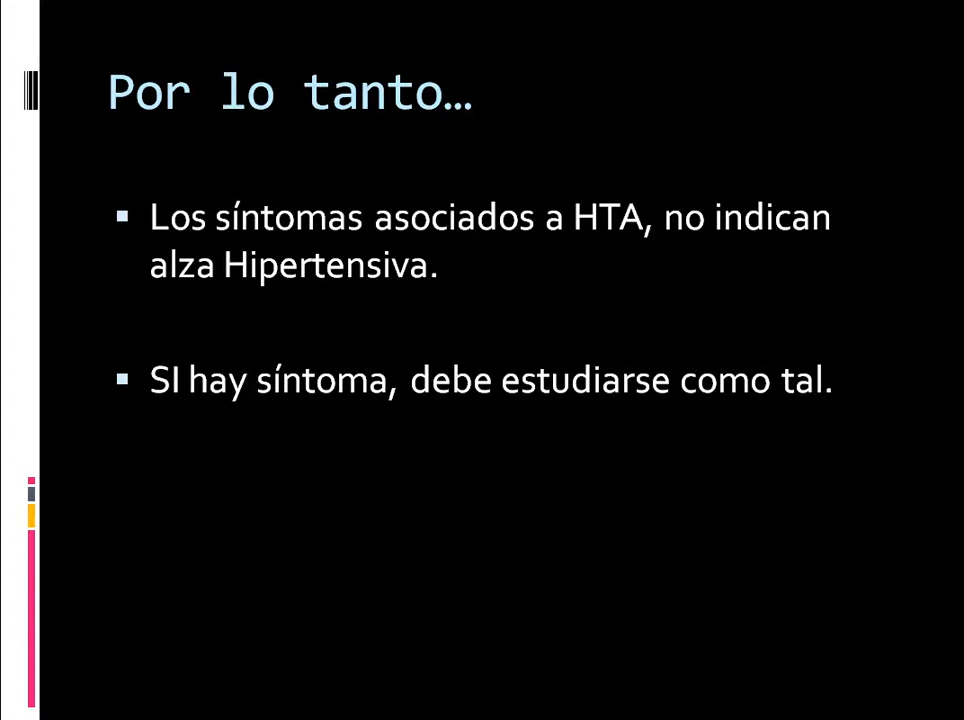 Por lo tanto…
Los síntomas asociados a HTA, no indican
alza Hipertensiva.
SI hay síntoma, debe estudiarse como tal.